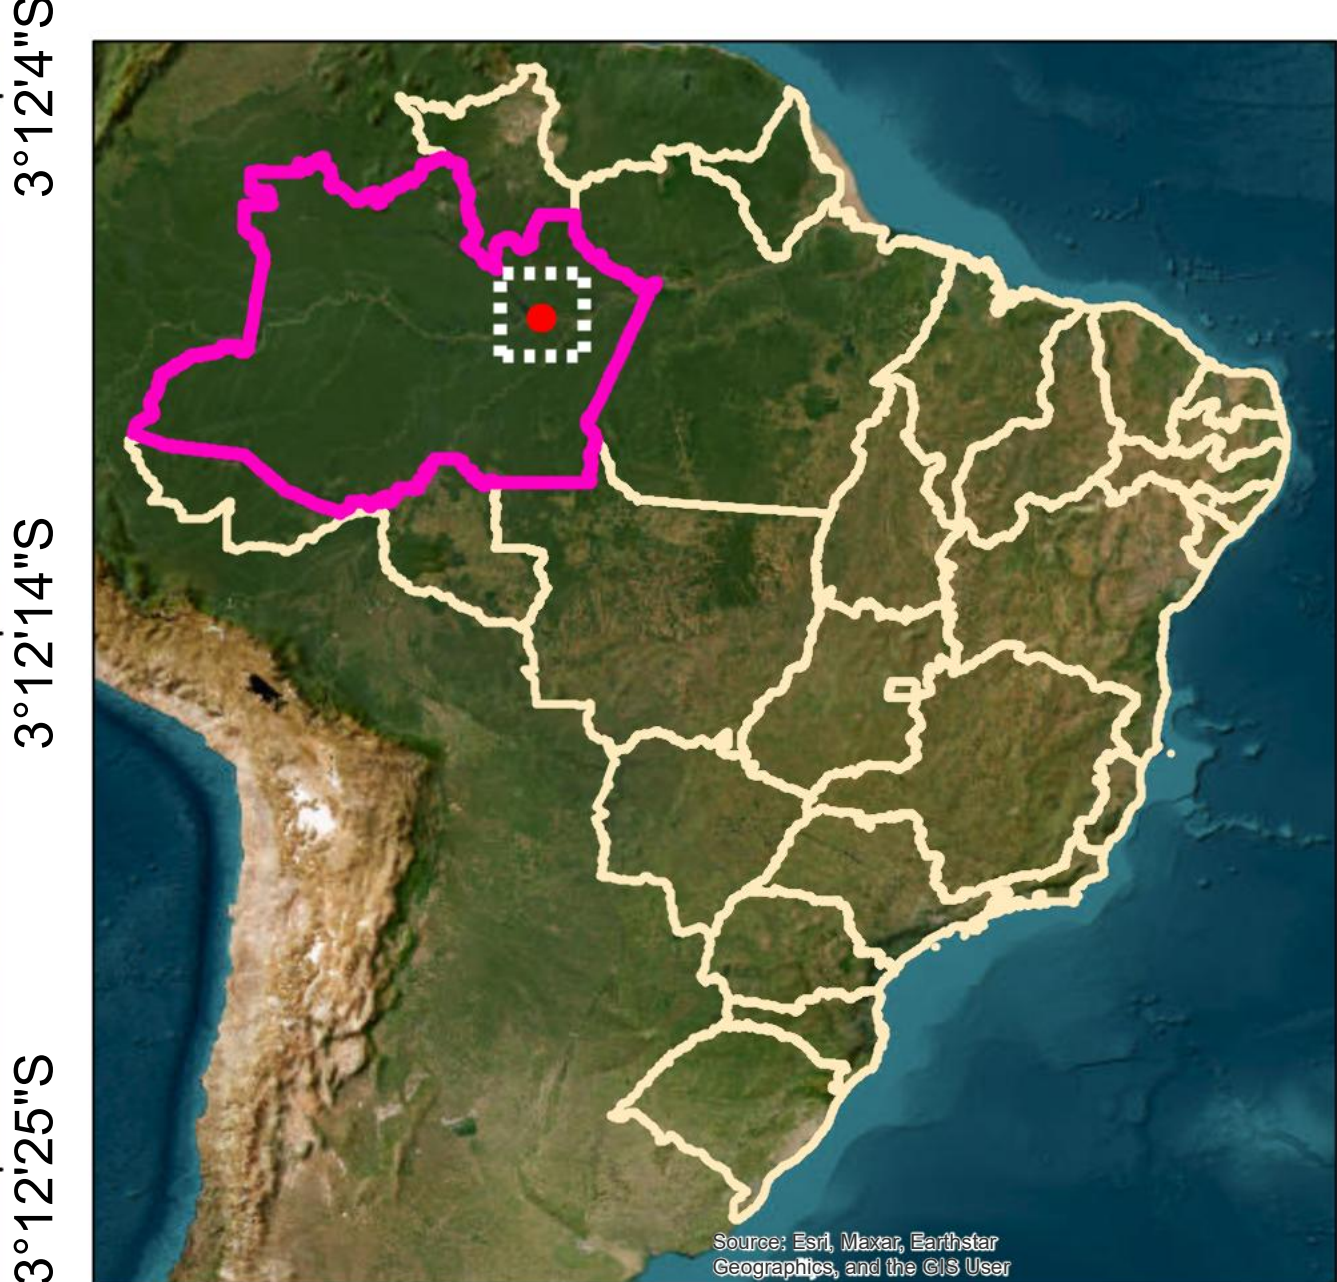 3°12'4"S
3°12'14"S
3°12'25"S
Source: Esri, Maxar, Earthstar
Geographics, and the GIS User